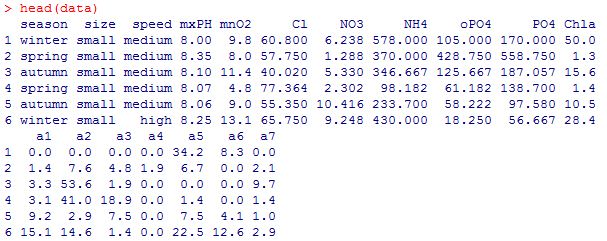 > head(data)
season size speed mxPH mnO2 Cl NO3 NH4 oPO4 PO4 Chla
1 winter small medium 8.00 9.8 60.800 6.238 578.000 105.000 170.000 50.0
2 spring small medium 8.35 8.0 57.750 1.288 370.000 428.750 558.750 1.3
3 autumn small medium 8.10 11.4 40.020 5.330 346.667 125.667 187.057 15.6
4 spring small medium 8.07 4.8 77.364 2.302 98.182 61.182 138.700 1.4
5 autumn small medium 8.06 9.0 55.350 10.416 233.700 58.222 97.580 10.5
6 winter small high 8.25 13.1 65.750 9.248 430.000 18.250 56.667 28.4
a1 a2 a3 a4 a5 a6 a7
1 0.0 0.0 0.0 0.0 34.2 8.3 0.0
2 1.4 7.6 4.8 1.9 6.7 0.0 2.1
3 3.3 53.6 1.9 0.0 0.0 0.0 9.7
4 3.1 41.0 18.9 0.0 1.4 0.0 1.4
5 9.2 2.9 7.5 0.0 7.5 4.1 1.0
6 15.1 14.6 1.4 0.0 22.5 12.6 2.9